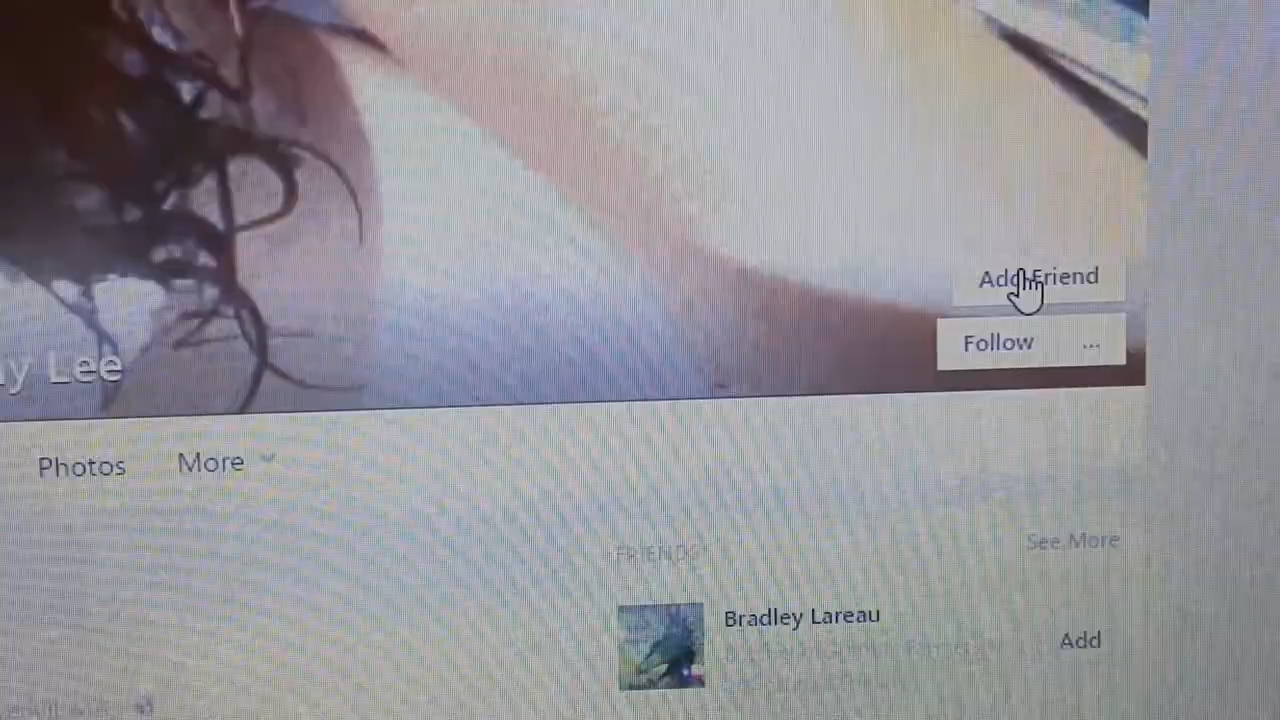 Add Friend
Follow ...
y Lee
Photos More
FRIENDS See More
Bradley Lareau
Add